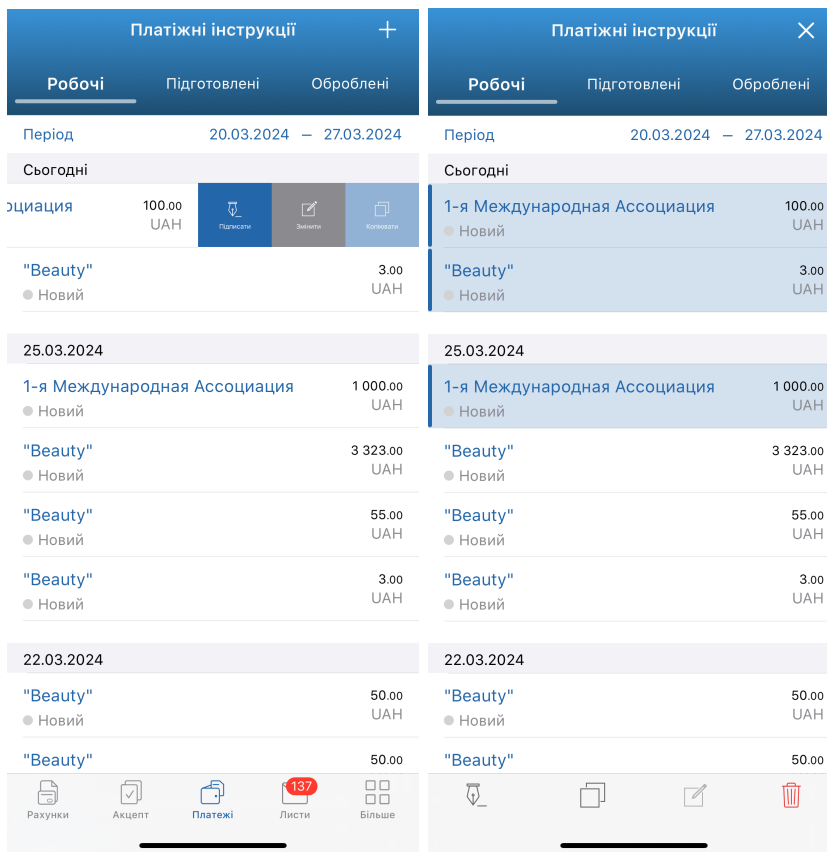 Платіжні інструкції
Робочі Підготовлені Оброблені
Період 20.03.2024 – 27.03.2024
Сьогодні
оциация 100.00
UAH
Підписати Змінити Копіювати
"Beauty" 3.00
Новий UAH
25.03.2024
1-я Международная Ассоциация 1 000.00
Новий UAH
"Beauty" 3 323.00
Новий UAH
"Beauty" 55.00
Новий UAH
"Beauty" 3.00
Новий UAH
22.03.2024
"Beauty" 50.00
Новий UAH
"Beauty" 50.00
137
Рахунки Акцепт Платежі Листи Більше
Платіжні інструкції
Робочі Підготовлені Оброблені
Період 20.03.2024 – 27.03.2024
Сьогодні
1-я Международная Ассоциация 100.00
Новий UAH
"Beauty" 3.00
Новий UAH
25.03.2024
1-я Международная Ассоциация 1 000.00
Новий UAH
"Beauty" 3 323.00
Новий UAH
"Beauty" 55.00
Новий UAH
"Beauty" 3.00
Новий UAH
22.03.2024
"Beauty" 50.00
Новий UAH
"Beauty" 50.00